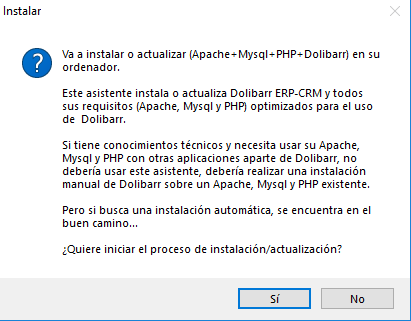 Instalar
Va a instalar o actualizar (Apache+Mysql+PHP+Dolibarr) en su
ordenador.
Este asistente instala o actualiza Dolibarr ERP-CRM y todos
sus requisitos (Apache, Mysql y PHP) optimizados para el uso
de  Dolibarr.
Si tiene conocimientos técnicos y necesita usar su Apache,
Mysql y PHP con otras aplicaciones aparte de Dolibarr, no
debería usar este asistente, debería realizar una instalación
manual de Dolibarr sobre un Apache, Mysql y PHP existente.
Pero si busca una instalación automática, se encuentra en el
buen camino...
¿Quiere iniciar el proceso de instalación/actualización?
Sí
No